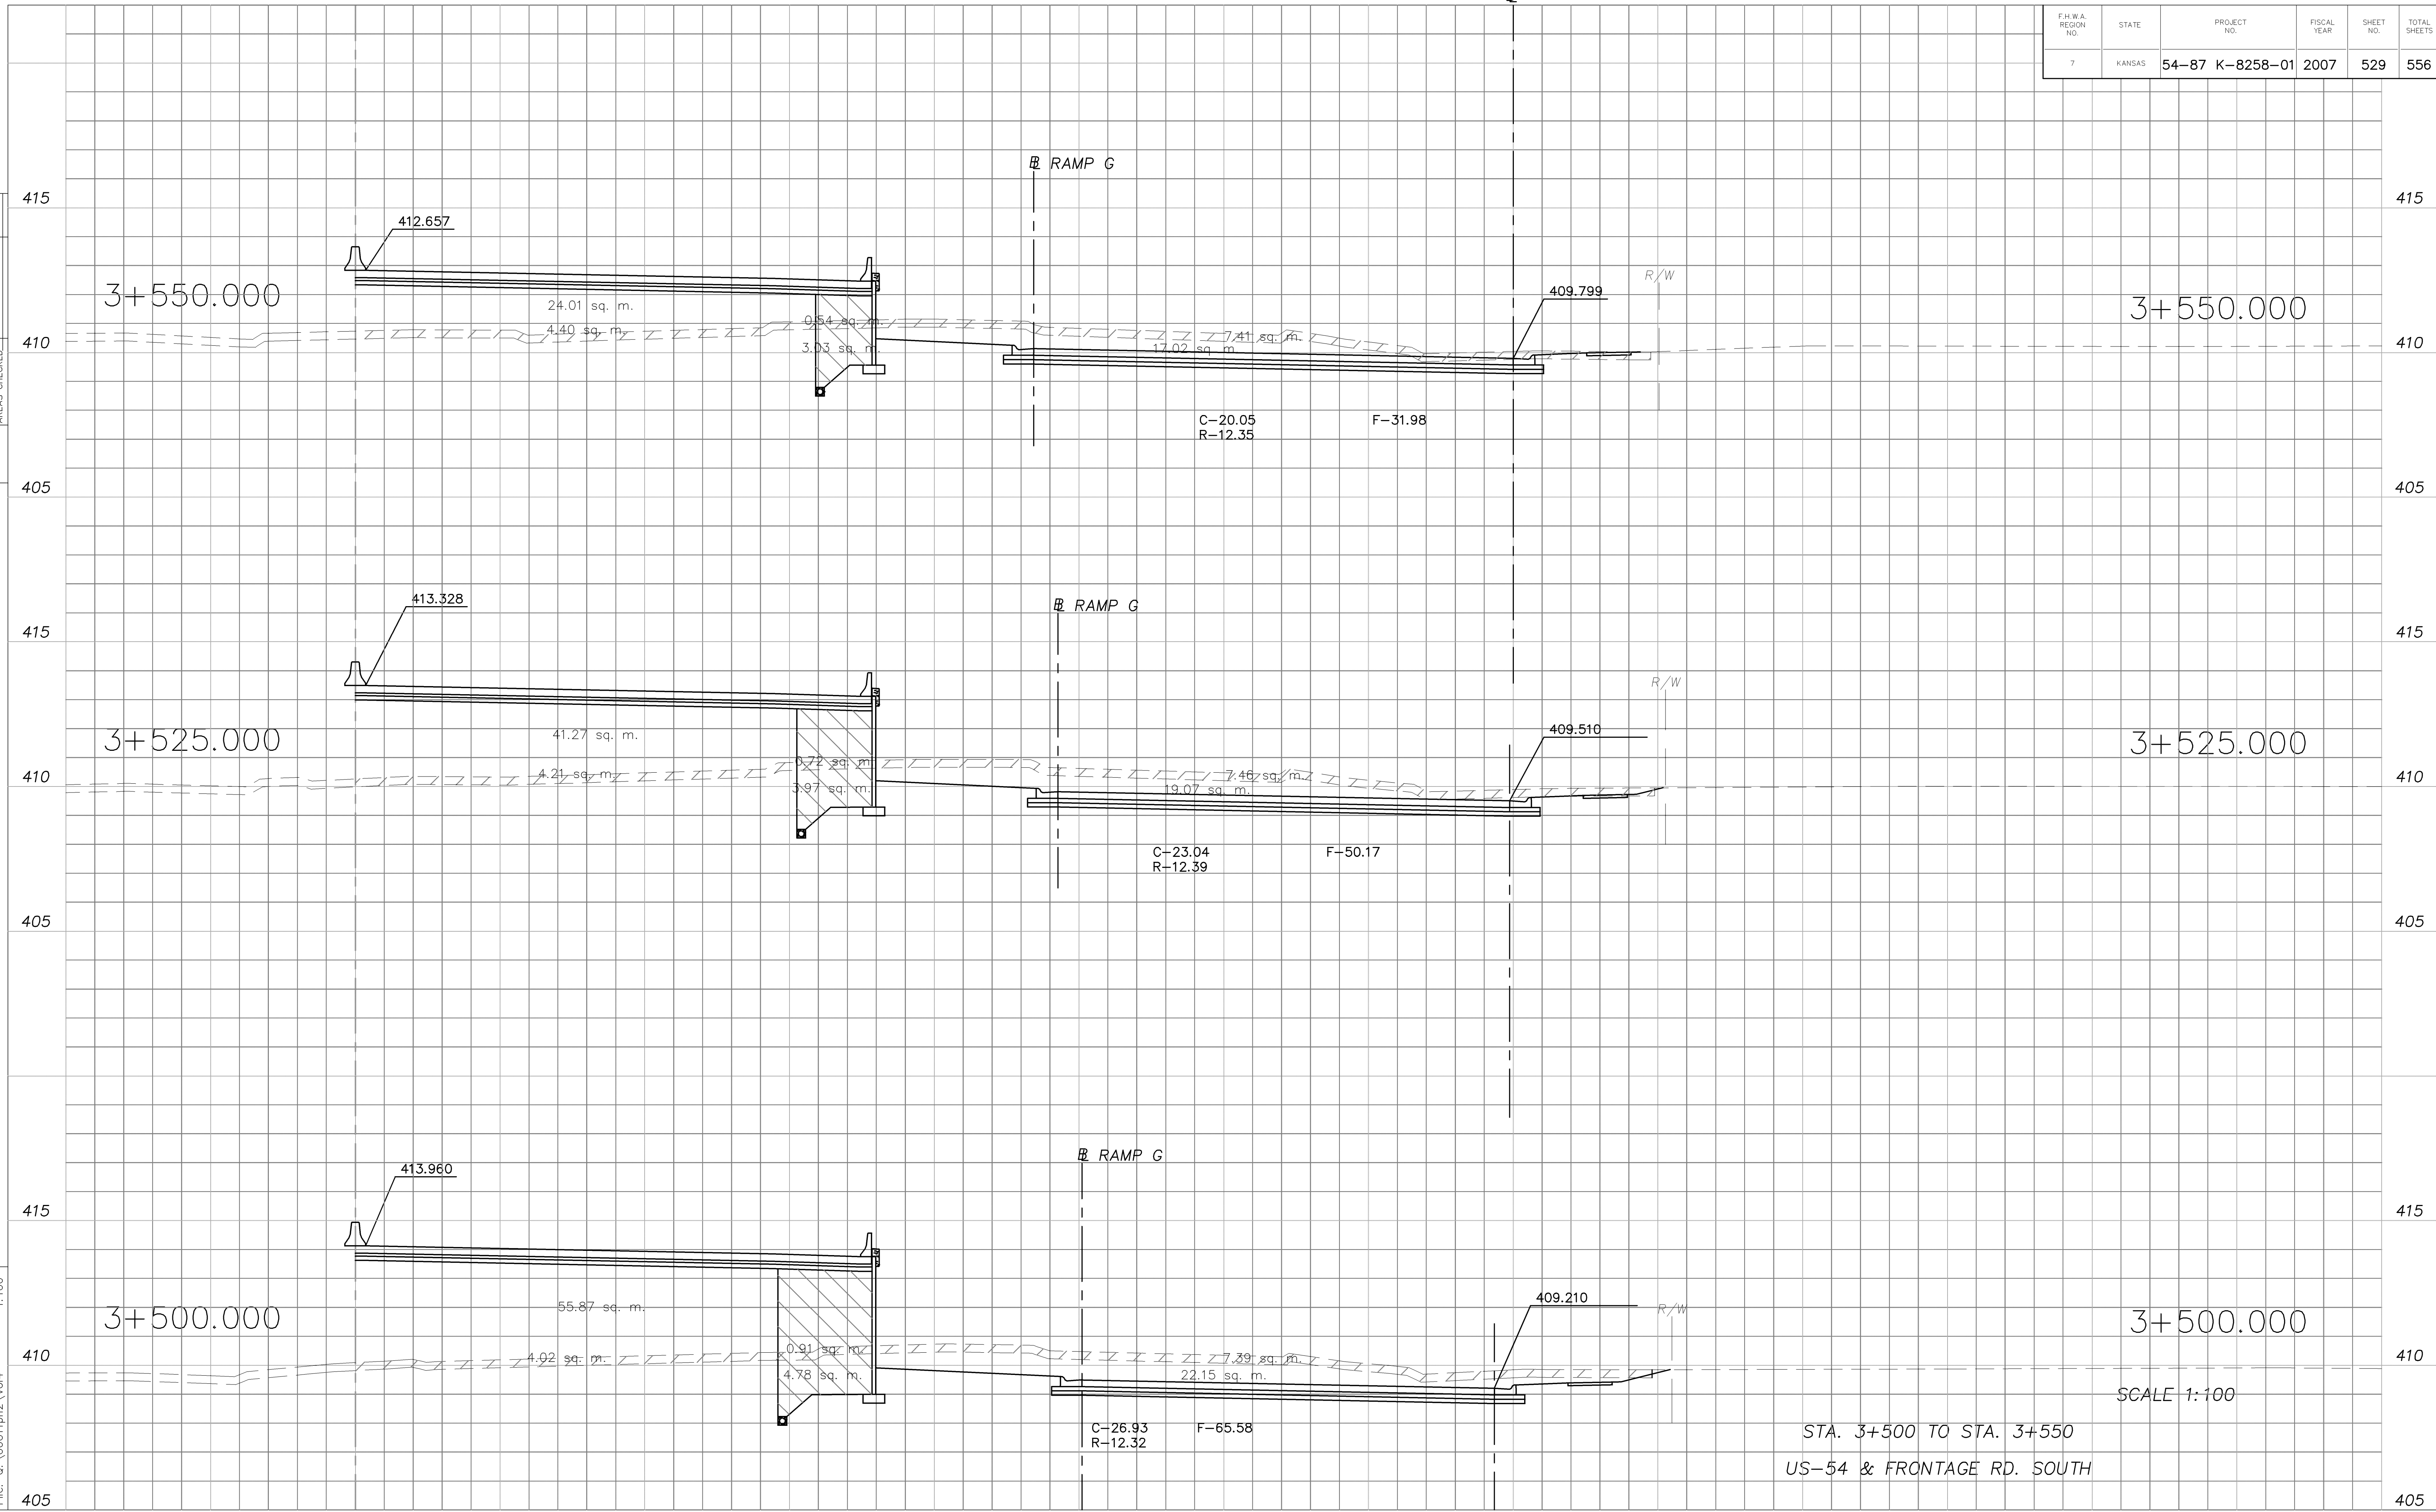 F.H.W.A. REGION NO.
STATE
PROJECT NO.
FISCAL YEAR
SHEET NO.
TOTAL SHEETS
7
KANSAS
54-87 K-8258-01
2007
529
556
℄
B̵L RAMP G
415
415
412.657
R/W
3+550.000
24.01 sq. m.
409.799
3+550.000
0.54 sq. m.
4.40 sq. m.
7.41 sq. m.
410
3.03 sq. m.
17.02 sq. m.
410
C-20.05
F-31.98
R-12.35
405
405
413.328
B̵L RAMP G
415
415
R/W
3+525.000
41.27 sq. m.
409.510
3+525.000
0.72 sq. m.
410
4.21 sq. m.
7.46 sq. m.
410
3.97 sq. m.
19.07 sq. m.
C-23.04
F-50.17
R-12.39
405
405
B̵L RAMP G
413.960
415
415
409.210
R/W
3+500.000
55.87 sq. m.
3+500.000
0.91 sq. m.
410
4.02 sq. m.
7.39 sq. m.
410
4.78 sq. m.
22.15 sq. m.
SCALE 1:100
C-26.93
F-65.58
R-12.32
STA. 3+500 TO STA. 3+550
US-54 & FRONTAGE RD. SOUTH
405
405